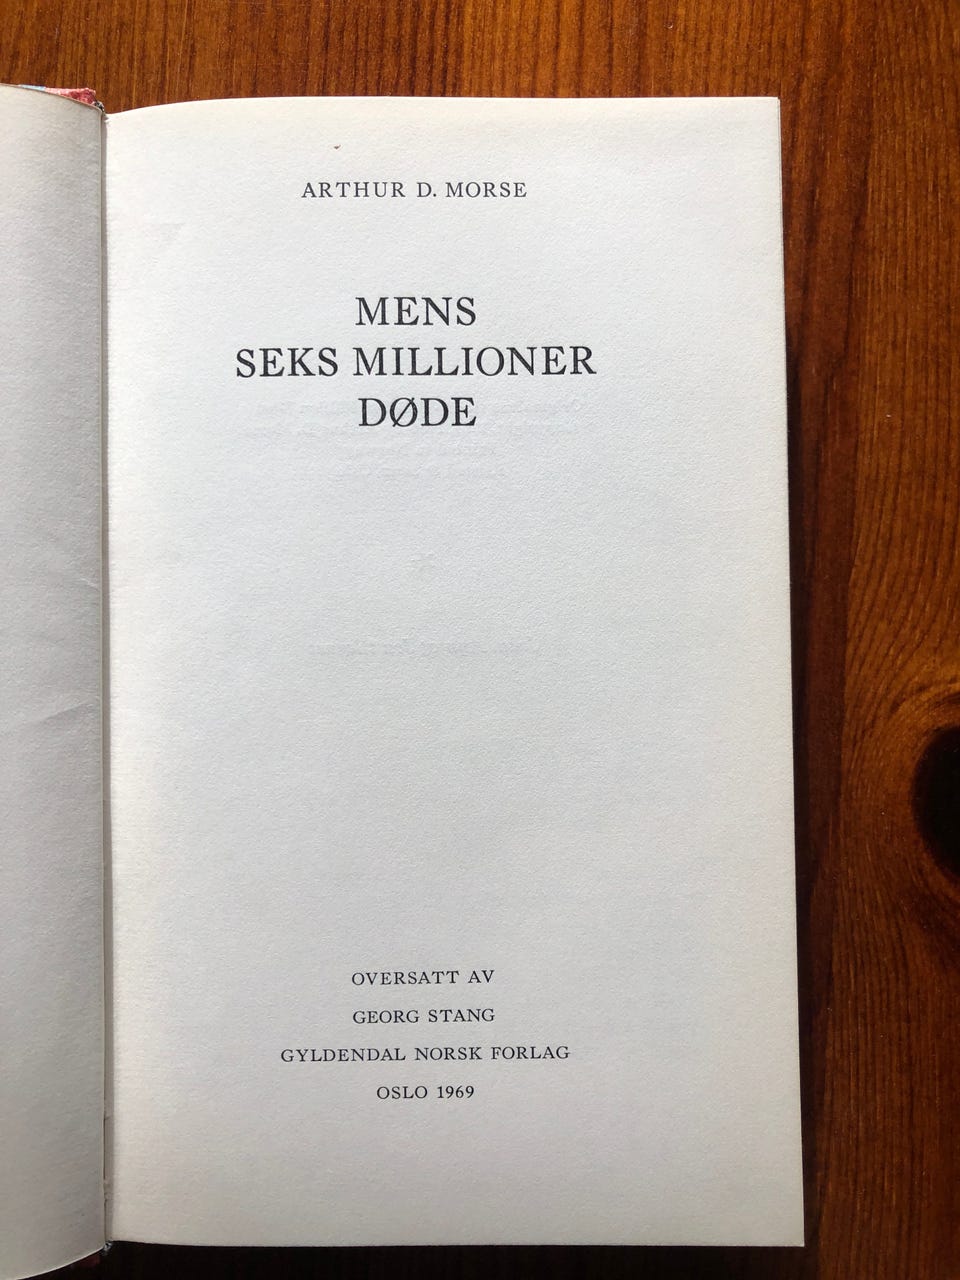 ARTHUR D. MORSE
MENS
SEKS MILLIONER
DØDE
OVERSATT AV
GEORG STANG
GYLDENDAL NORSK FORLAG
OSLO 1969